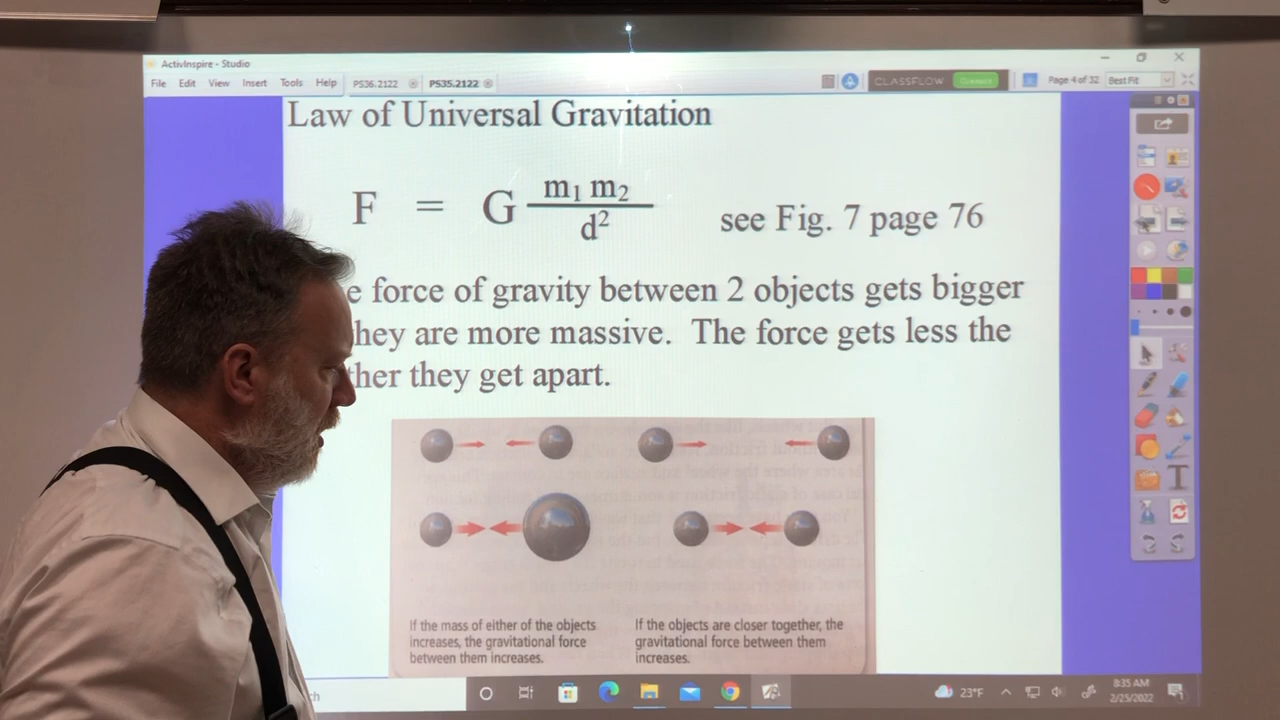 ActivInspire - Studio
File Edit View Insert Tools Help PS36.2122 PS35.2122 CLASSFLOW Connect Page 4 of 32 Best Fit
Law of Universal Gravitation
F = G m₁ m₂
d²
see Fig. 7 page 76
e force of gravity between 2 objects gets bigger
they are more massive. The force gets less the
ther they get apart.
If the mass of either of the objects
increases, the gravitational force
between them increases.
If the objects are closer together, the
gravitational force between them
increases.
ch
23°F
8:35 AM
2/25/2022